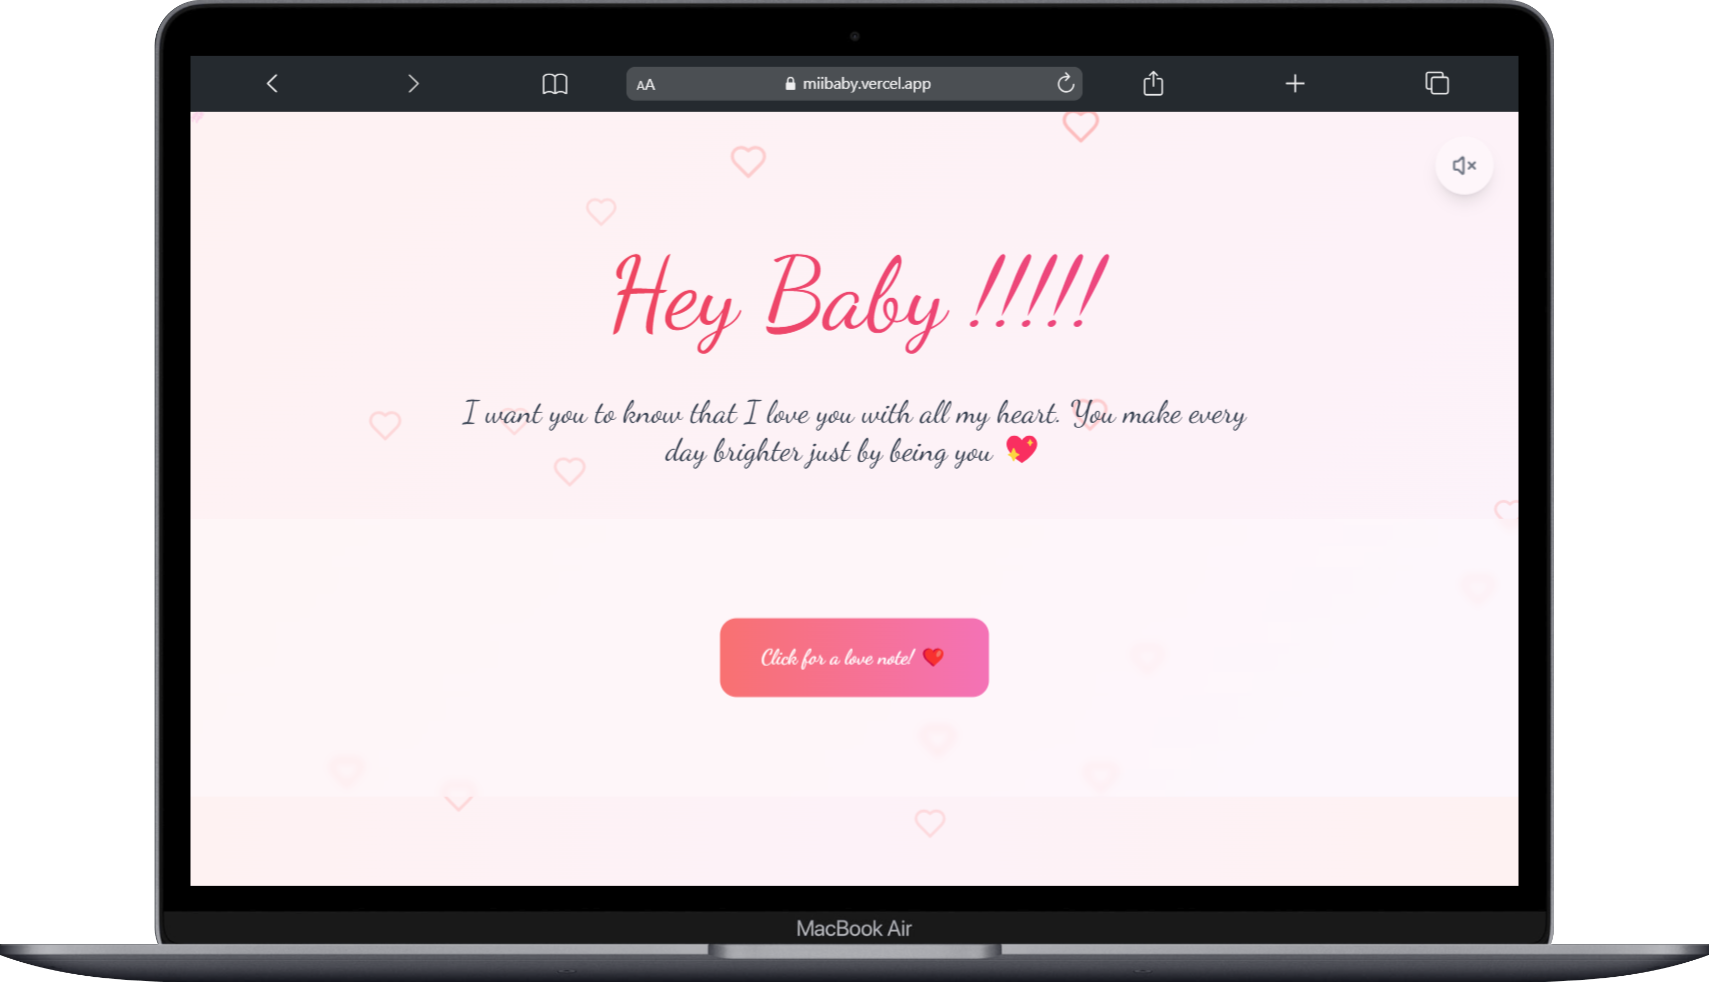 AA miibaby.vercel.app
Hey Baby !!!!!
I want you to know that I love you with all my heart. You make every
day brighter just by being you 💖
Click for a love note! ❤️
MacBook Air